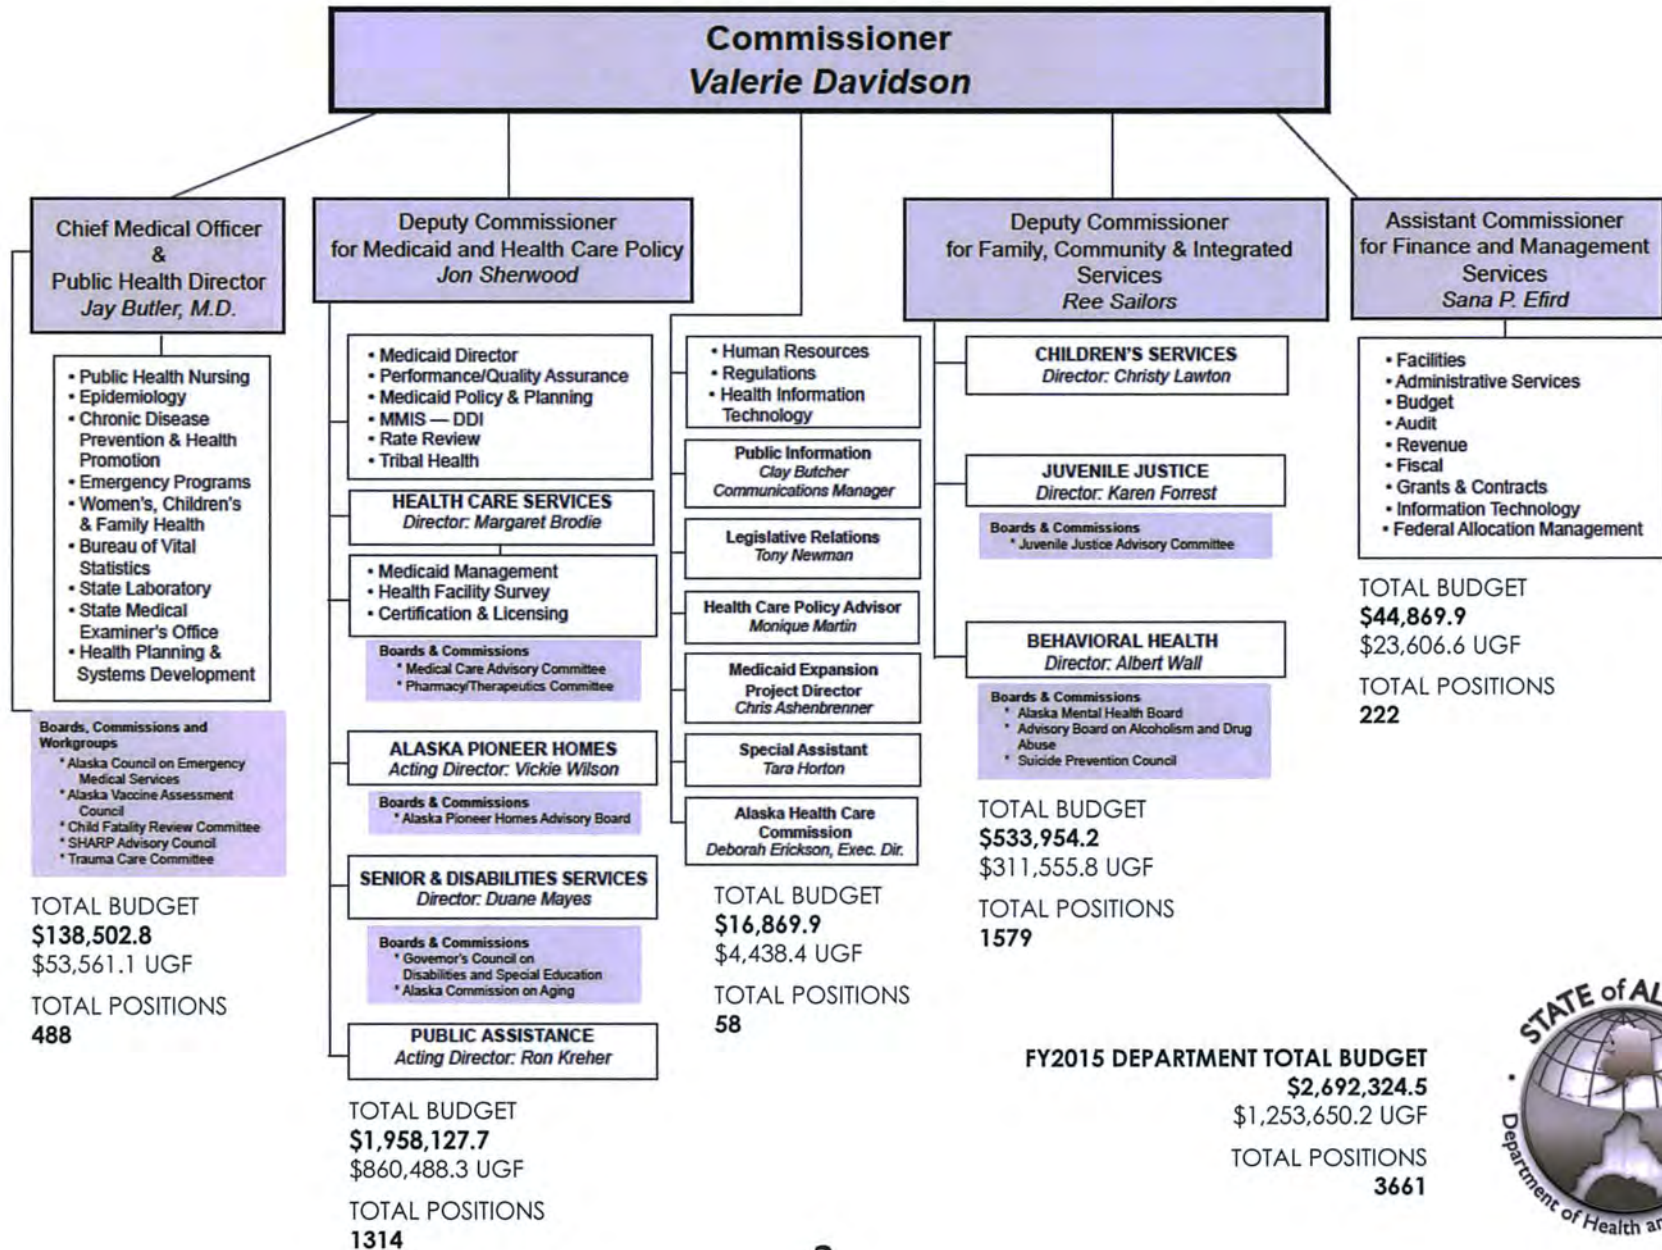 Commissioner
Valerie Davidson
Chief Medical Officer
&
Public Health Director
Jay Butler, M.D.
• Public Health Nursing
• Epidemiology
• Chronic Disease
Prevention & Health
Promotion
• Emergency Programs
• Women's, Children's
& Family Health
• Bureau of Vital
Statistics
• State Laboratory
• State Medical
Examiner's Office
• Health Planning &
Systems Development
Boards, Commissions and
Workgroups
* Alaska Council on Emergency
Medical Services
* Alaska Vaccine Assessment
Council
* Child Fatality Review Committee
* SHARP Advisory Council
* Trauma Care Committee
TOTAL BUDGET
$138,502.8
$53,561.1 UGF
TOTAL POSITIONS
488
Deputy Commissioner
for Medicaid and Health Care Policy
Jon Sherwood
• Medicaid Director
• Performance/Quality Assurance
• Medicaid Policy & Planning
• MMIS — DDI
• Rate Review
• Tribal Health
HEALTH CARE SERVICES
Director: Margaret Brodie
• Medicaid Management
• Health Facility Survey
• Certification & Licensing
Boards & Commissions
* Medical Care Advisory Committee
* Pharmacy/Therapeutics Committee
ALASKA PIONEER HOMES
Acting Director: Vickie Wilson
Boards & Commissions
* Alaska Pioneer Homes Advisory Board
SENIOR & DISABILITIES SERVICES
Director: Duane Mayes
Boards & Commissions
* Governor's Council on
Disabilities and Special Education
* Alaska Commission on Aging
PUBLIC ASSISTANCE
Acting Director: Ron Kreher
TOTAL BUDGET
$1,958,127.7
$860,488.3 UGF
TOTAL POSITIONS
1314
• Human Resources
• Regulations
• Health Information
Technology
Public Information
Clay Butcher
Communications Manager
Legislative Relations
Tony Newman
Health Care Policy Advisor
Monique Martin
Medicaid Expansion
Project Director
Chris Ashenbrenner
Special Assistant
Tara Horton
Alaska Health Care
Commission
Deborah Erickson, Exec. Dir.
TOTAL BUDGET
$16,869.9
$4,438.4 UGF
TOTAL POSITIONS
58
Deputy Commissioner
for Family, Community & Integrated
Services
Ree Sailors
CHILDREN'S SERVICES
Director: Christy Lawton
JUVENILE JUSTICE
Director: Karen Forrest
Boards & Commissions
* Juvenile Justice Advisory Committee
BEHAVIORAL HEALTH
Director: Albert Wall
Boards & Commissions
* Alaska Mental Health Board
* Advisory Board on Alcoholism and Drug
Abuse
* Suicide Prevention Council
TOTAL BUDGET
$533,954.2
$311,555.8 UGF
TOTAL POSITIONS
1579
Assistant Commissioner
for Finance and Management
Services
Sana P. Efird
• Facilities
• Administrative Services
• Budget
• Audit
• Revenue
• Fiscal
• Grants & Contracts
• Information Technology
• Federal Allocation Management
TOTAL BUDGET
$44,869.9
$23,606.6 UGF
TOTAL POSITIONS
222
FY2015 DEPARTMENT TOTAL BUDGET
$2,692,324.5
$1,253,650.2 UGF
TOTAL POSITIONS
3661
STATE of AL
Department of Health an